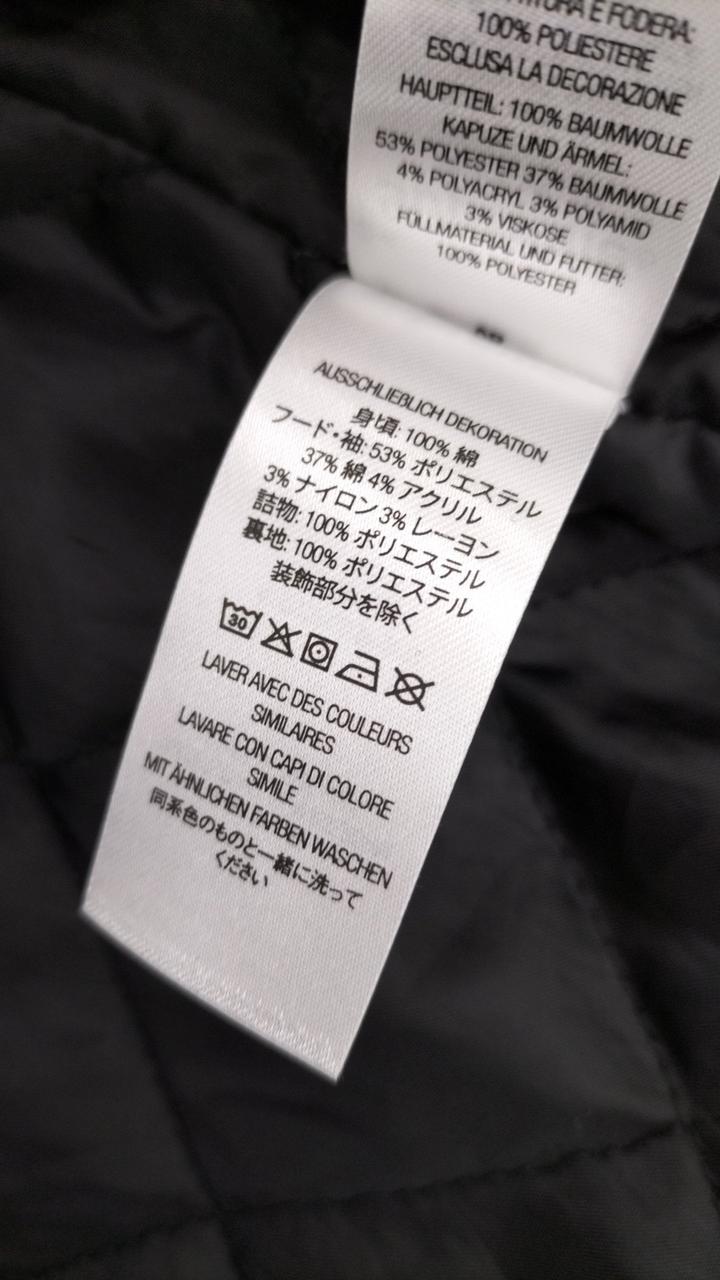 E FODERA:
100% POLIESTERE
ESCLUSA LA DECORAZIONE
HAUPTTEIL: 100% BAUMWOLLE
KAPUZE UND ÄRMEL:
53% POLYESTER 37% BAUMWOLLE
4% POLYACRYL 3% POLYAMID
3% VISKOSE
FÜLLMATERIAL UND FUTTER:
100% POLYESTER
AUSSCHLIEßLICH DEKORATION
身頃: 100% 綿
フード・袖: 53% ポリエステル
37% 綿 4% アクリル
3% ナイロン 3% レーヨン
詰物: 100% ポリエステル
裏地: 100% ポリエステル
装飾部分を除く
30
LAVER AVEC DES COULEURS
SIMILAIRES
LAVARE CON CAPI DI COLORE
SIMILE
MIT ÄHNLICHEN FARBEN WASCHEN
同系色のものと一緒に洗って
ください